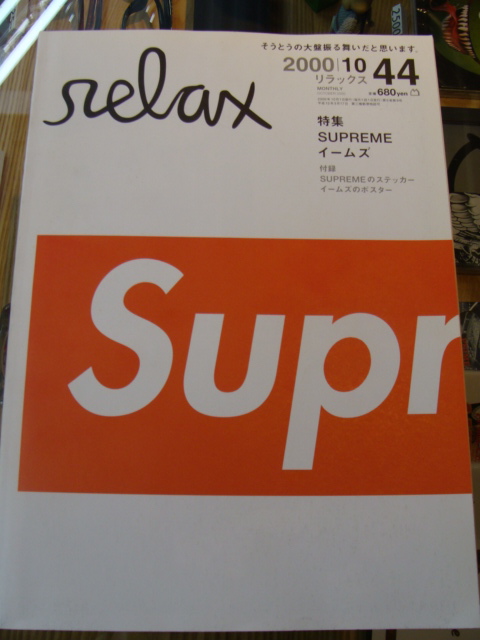 そうとうの大盤振る舞いだと思います。
relax
2000|10
リラックス
44
MONTHLY
680yen
特集
SUPREME
イームズ
付録
SUPREMEのステッカー
イームズのポスター
Supr
2500